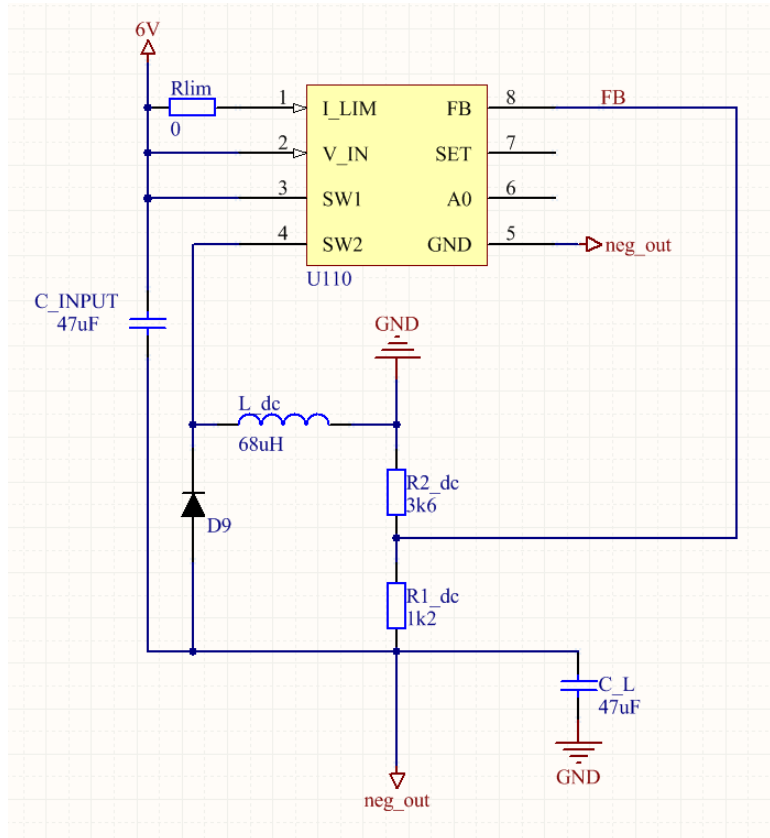 6V
Rlim
0
1
I_LIM
FB
8
FB
2
V_IN
SET
7
3
SW1
A0
6
4
SW2
GND
5
neg_out
U110
C_INPUT
47uF
GND
L_dc
68uH
R2_dc
3k6
D9
R1_dc
1k2
C_L
47uF
GND
neg_out